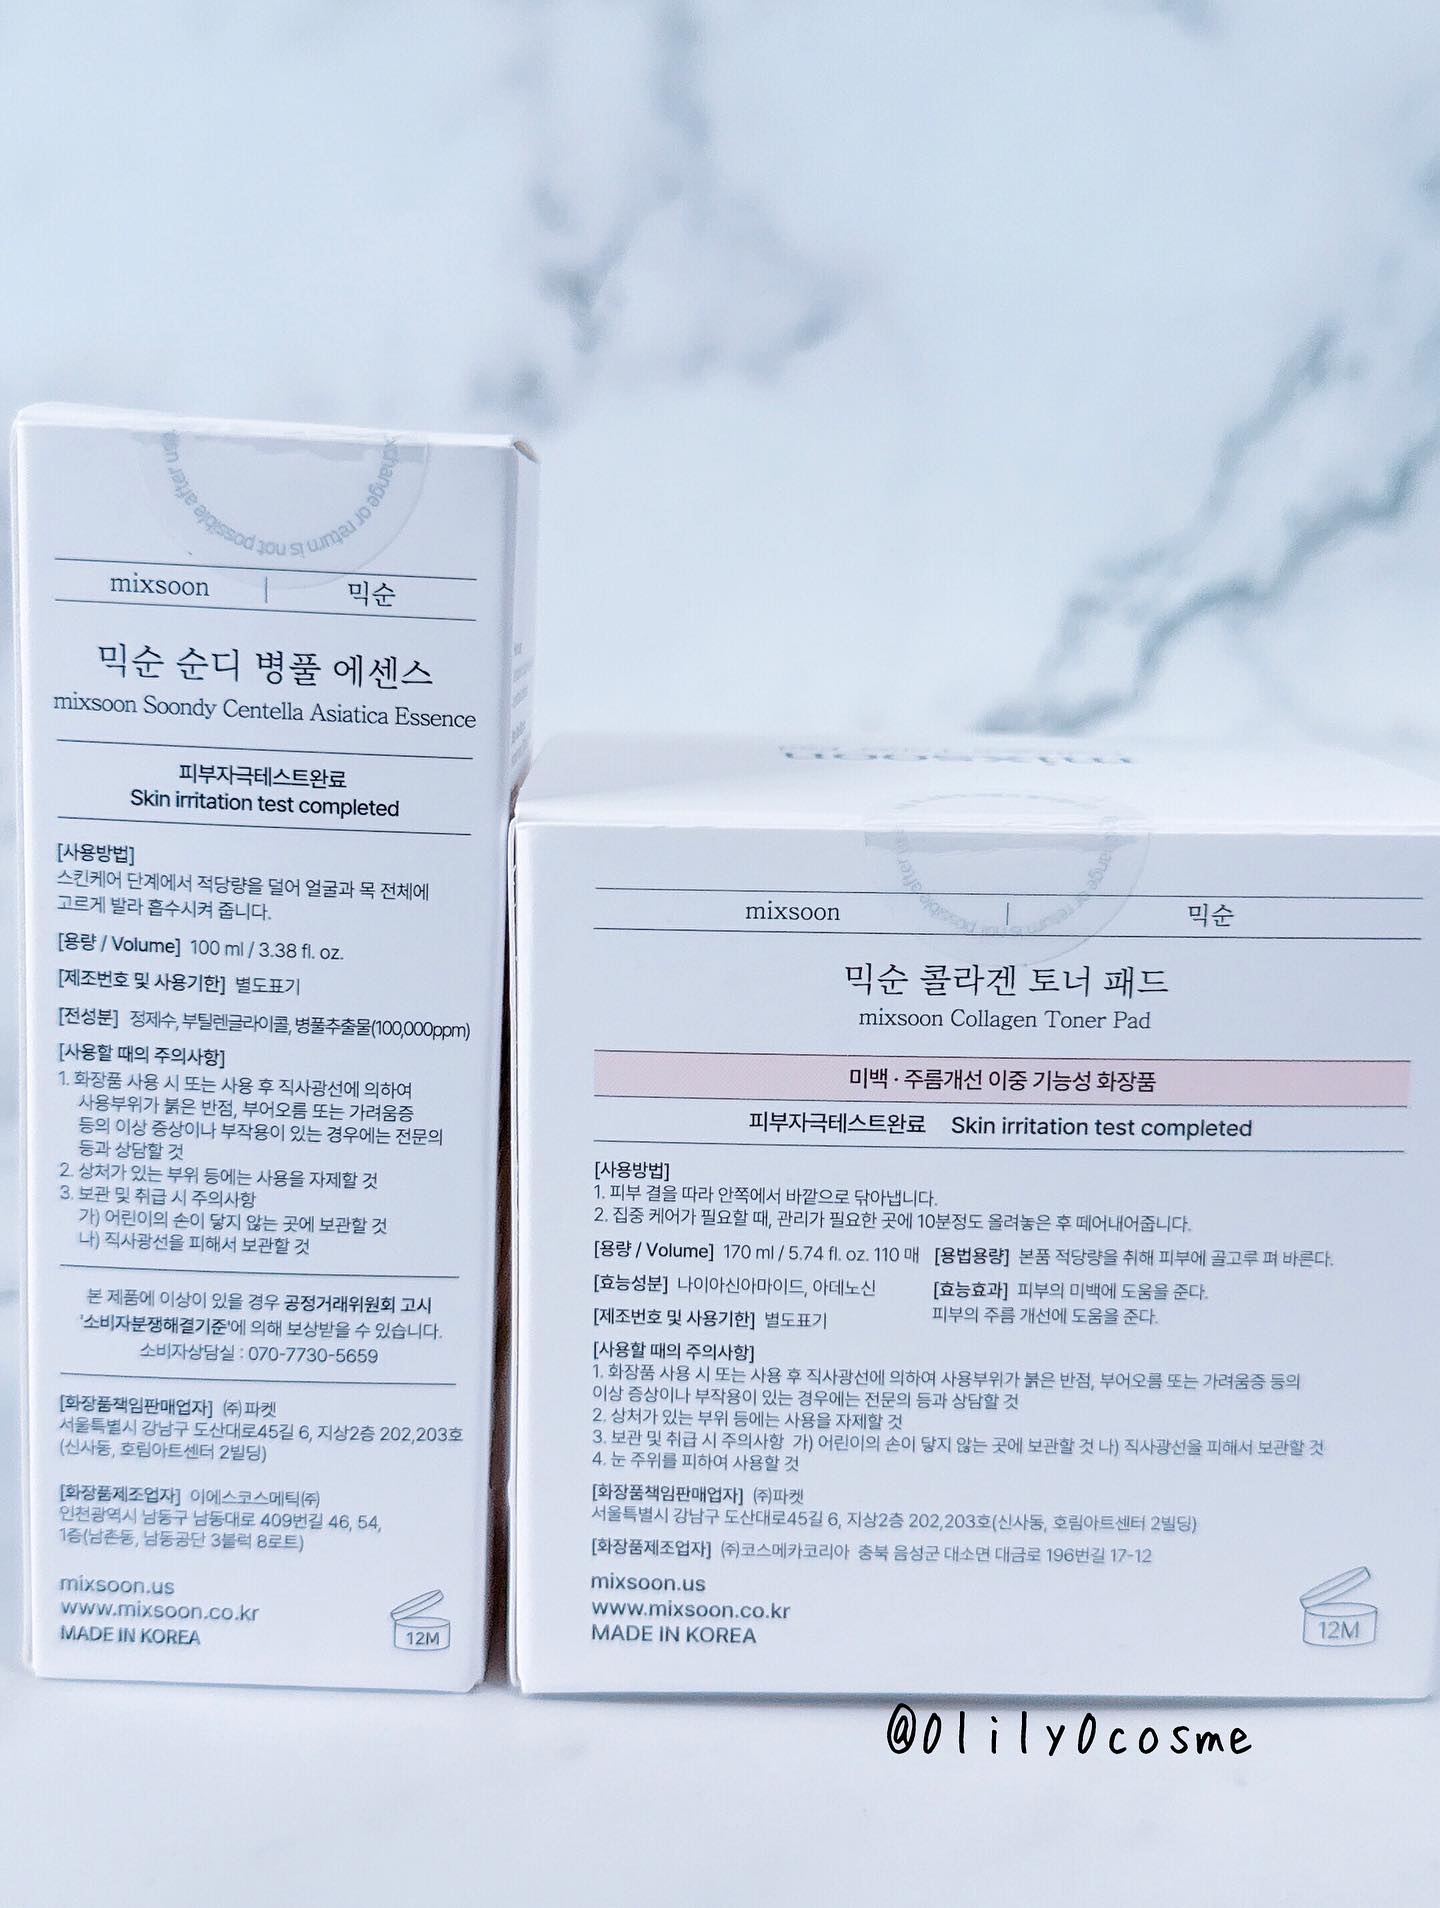 change or return is not possible after
mixsoon | 믹순
믹순 순디 병풀 에센스
mixsoon Soondy Centella Asiatica Essence
피부자극테스트완료
Skin irritation test completed
[사용방법]
스킨케어 단계에서 적당량을 덜어 얼굴과 목 전체에
고르게 발라 흡수시켜 줍니다.
[용량 / Volume] 100 ml / 3.38 fl. oz.
[제조번호 및 사용기한] 별도표기
[전성분] 정제수, 부틸렌글라이콜, 병풀추출물(100,000ppm)
[사용할 때의 주의사항]
1. 화장품 사용 시 또는 사용 후 직사광선에 의하여
사용부위가 붉은 반점, 부어오름 또는 가려움증
등의 이상 증상이나 부작용이 있는 경우에는 전문의
등과 상담할 것
2. 상처가 있는 부위 등에는 사용을 자제할 것
3. 보관 및 취급 시 주의사항
가) 어린이의 손이 닿지 않는 곳에 보관할 것
나) 직사광선을 피해서 보관할 것
본 제품에 이상이 있을 경우 공정거래위원회 고시
'소비자분쟁해결기준'에 의해 보상받을 수 있습니다.
소비자상담실 : 070-7730-5659
[화장품책임판매업자] ㈜파켓
서울특별시 강남구 도산대로45길 6, 지상2층 202,203호
(신사동, 호림아트센터 2빌딩)
[화장품제조업자] 이에스코스메틱㈜
인천광역시 남동구 남동대로 409번길 46, 54,
1층(남촌동, 남동공단 3블럭 8로트)
mixsoon.us
www.mixsoon.co.kr
MADE IN KOREA
12M
mixsoon
change or return is not possible after
mixsoon | 믹순
믹순 콜라겐 토너 패드
mixsoon Collagen Toner Pad
미백 · 주름개선 이중 기능성 화장품
피부자극테스트완료 Skin irritation test completed
[사용방법]
1. 피부 결을 따라 안쪽에서 바깥으로 닦아냅니다.
2. 집중 케어가 필요할 때, 관리가 필요한 곳에 10분정도 올려놓은 후 떼어내어줍니다.
[용량 / Volume] 170 ml / 5.74 fl. oz. 110 매 [용법용량] 본품 적당량을 취해 피부에 골고루 펴 바른다.
[효능성분] 나이아신아마이드, 아데노신 [효능효과] 피부의 미백에 도움을 준다.
피부의 주름 개선에 도움을 준다.
[제조번호 및 사용기한] 별도표기
[사용할 때의 주의사항]
1. 화장품 사용 시 또는 사용 후 직사광선에 의하여 사용부위가 붉은 반점, 부어오름 또는 가려움증 등의
이상 증상이나 부작용이 있는 경우에는 전문의 등과 상담할 것
2. 상처가 있는 부위 등에는 사용을 자제할 것
3. 보관 및 취급 시 주의사항 가) 어린이의 손이 닿지 않는 곳에 보관할 것 나) 직사광선을 피해서 보관할 것
4. 눈 주위를 피하여 사용할 것
[화장품책임판매업자] ㈜파켓
서울특별시 강남구 도산대로45길 6, 지상2층 202,203호(신사동, 호림아트센터 2빌딩)
[화장품제조업자] ㈜코스메카코리아 충북 음성군 대소면 대금로 196번길 17-12
mixsoon.us
www.mixsoon.co.kr
MADE IN KOREA
12M
@0lily0cosme